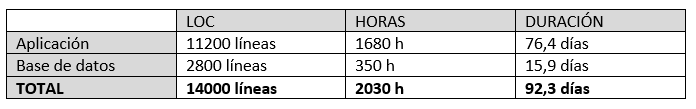 LOC HORAS DURACIÓN
Aplicación 11200 líneas 1680 h 76,4 días
Base de datos 2800 líneas 350 h 15,9 días
TOTAL 14000 líneas 2030 h 92,3 días